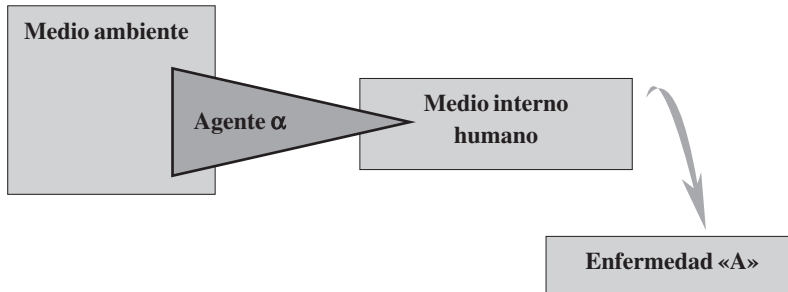 Medio ambiente
Agente α
Medio interno
humano
Enfermedad «A»